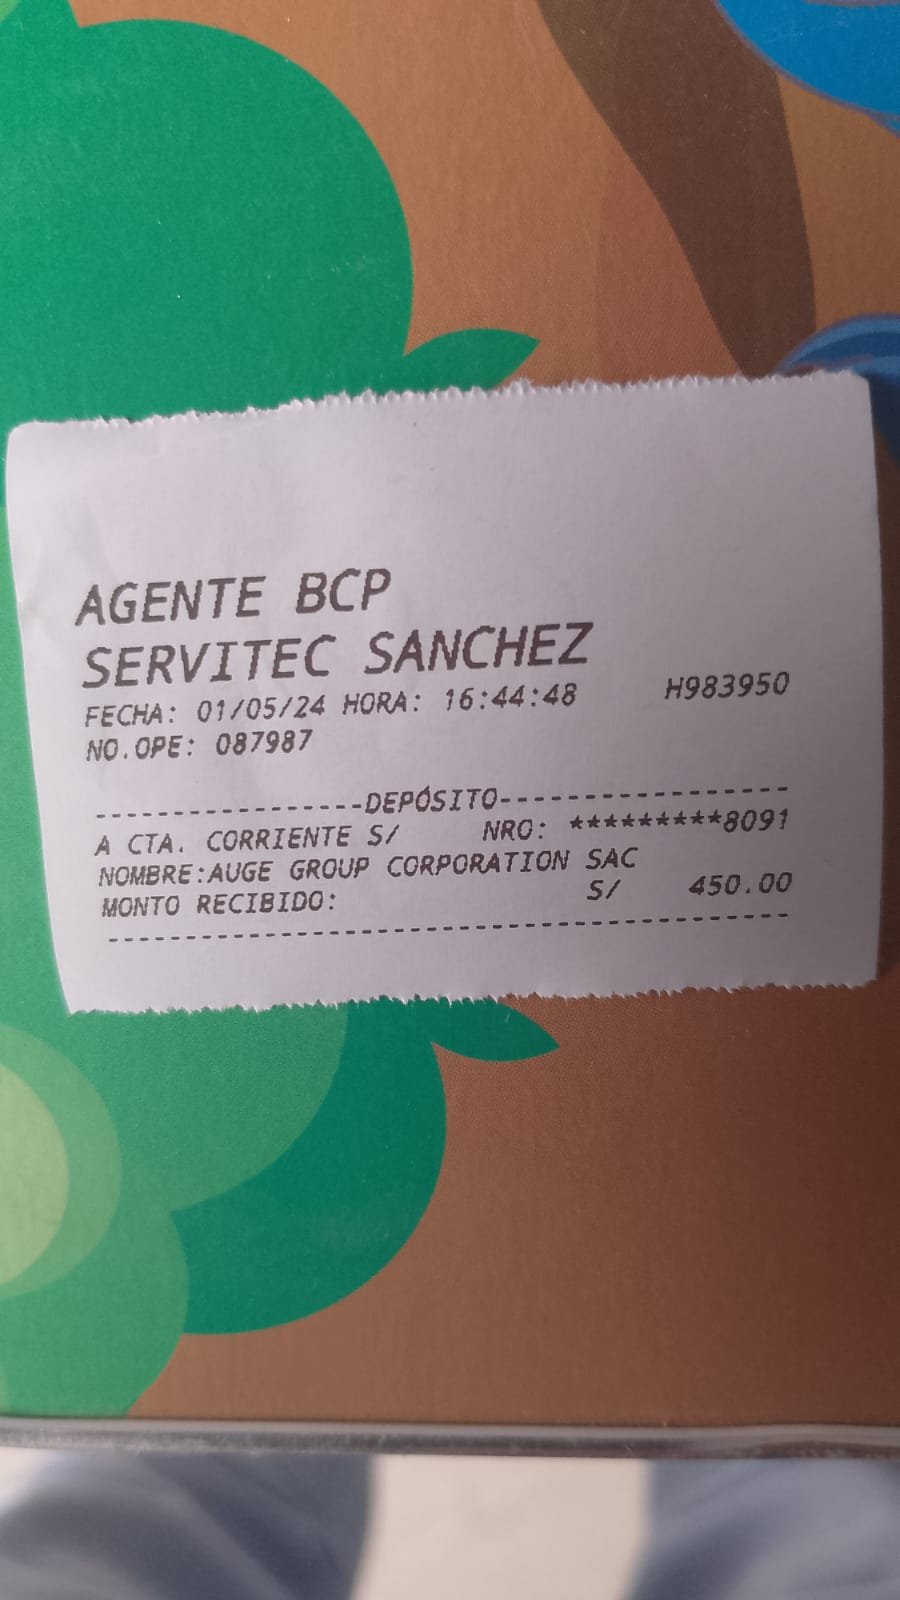 AGENTE BCP
SERVITEC SANCHEZ
FECHA: 01/05/24 HORA: 16:44:48 H983950
NO.OPE: 087987
-----------------DEPÓSITO------------------
A CTA. CORRIENTE S/ NRO: *********8091
NOMBRE:AUGE GROUP CORPORATION SAC
MONTO RECIBIDO: S/ 450.00
--------------------------------------------